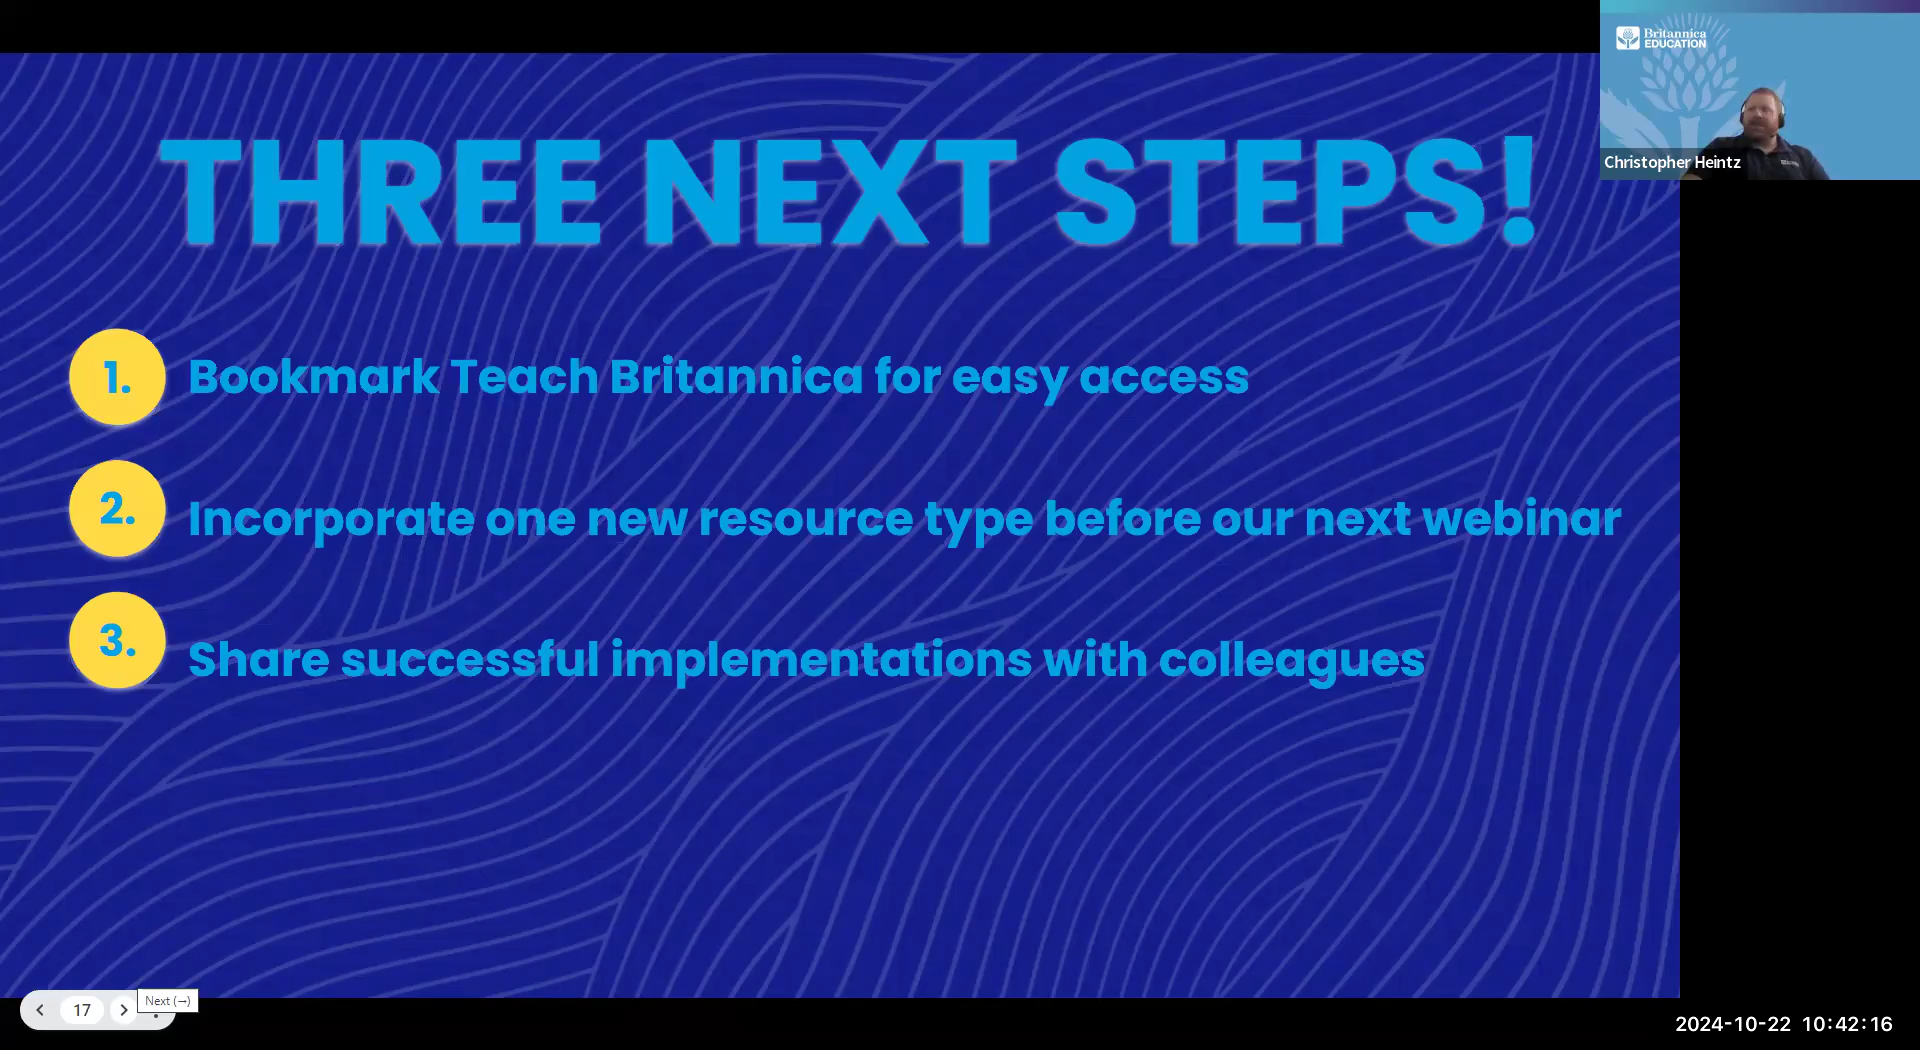 Britannica
EDUCATION
Christopher Heintz
THREE NEXT STEPS!
1. Bookmark Teach Britannica for easy access
2. Incorporate one new resource type before our next webinar
3. Share successful implementations with colleagues
17
Next (→)
2024-10-22 10:42:16